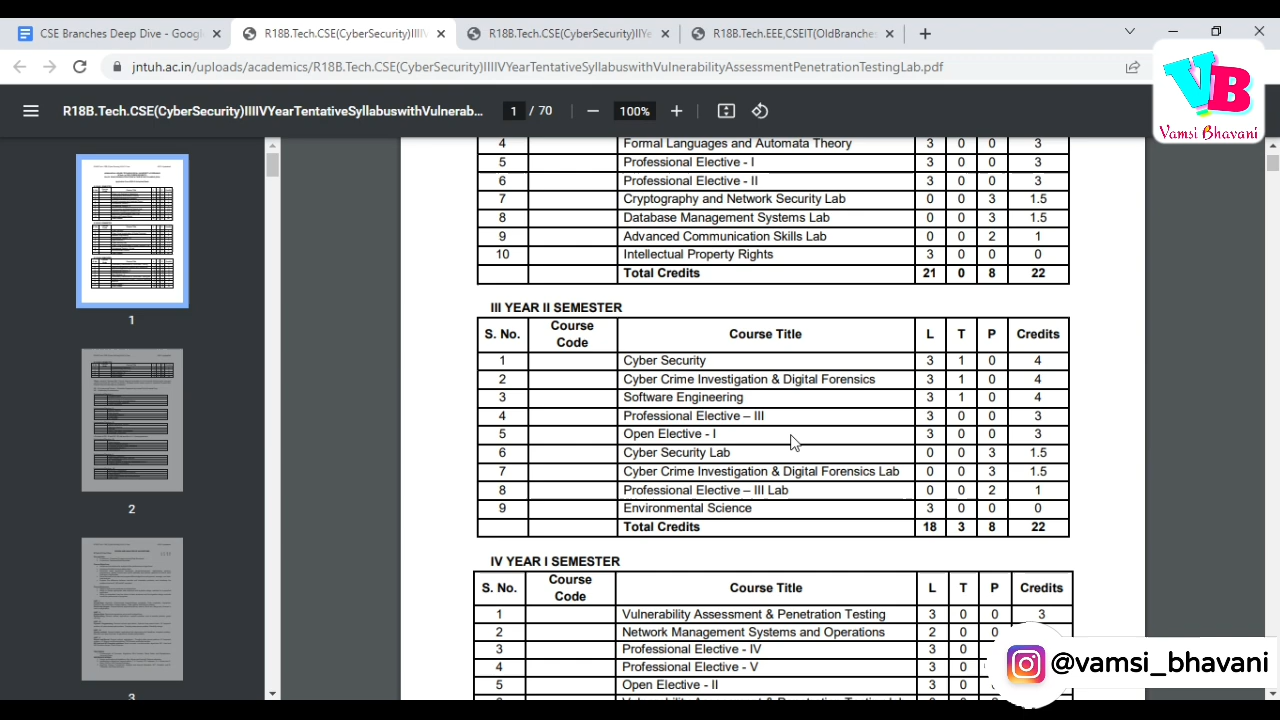 CSE Branches Deep Dive - Googl
R18B.Tech.CSE(CyberSecurity)IIIIV
R18B.Tech.CSE(CyberSecurity)IIYe
R18B.Tech.EEE,CSEIT(OldBranches
jntuh.ac.in/uploads/academics/R18B.Tech.CSE(CyberSecurity)IIIIVYearTentativeSyllabuswithVulnerabilityAssessmentPenetrationTestingLab.pdf
VB
Vamsi Bhavani
R18B.Tech.CSE(CyberSecurity)IIIIVYearTentativeSyllabuswithVulnerab...
1 / 70
100%
4 Formal Languages and Automata Theory 3 0 0 3
5 Professional Elective - I 3 0 0 3
6 Professional Elective - II 3 0 0 3
7 Cryptography and Network Security Lab 0 0 3 1.5
8 Database Management Systems Lab 0 0 3 1.5
9 Advanced Communication Skills Lab 0 0 2 1
10 Intellectual Property Rights 3 0 0 0
Total Credits 21 0 8 22
III YEAR II SEMESTER
S. No. Course Code Course Title L T P Credits
1 Cyber Security 3 1 0 4
2 Cyber Crime Investigation & Digital Forensics 3 1 0 4
3 Software Engineering 3 1 0 4
4 Professional Elective – III 3 0 0 3
5 Open Elective - I 3 0 0 3
6 Cyber Security Lab 0 0 3 1.5
7 Cyber Crime Investigation & Digital Forensics Lab 0 0 3 1.5
8 Professional Elective – III Lab 0 0 2 1
9 Environmental Science 3 0 0 0
Total Credits 18 3 8 22
IV YEAR I SEMESTER
S. No. Course Code Course Title L T P Credits
1 Vulnerability Assessment & Penetration Testing 3 0 0 3
2 Network Management Systems and Operations 2 0 0
3 Professional Elective - IV 3 0
4 Professional Elective - V 3 0
5 Open Elective - II 3 0
@vamsi_bhavani
1
2
3